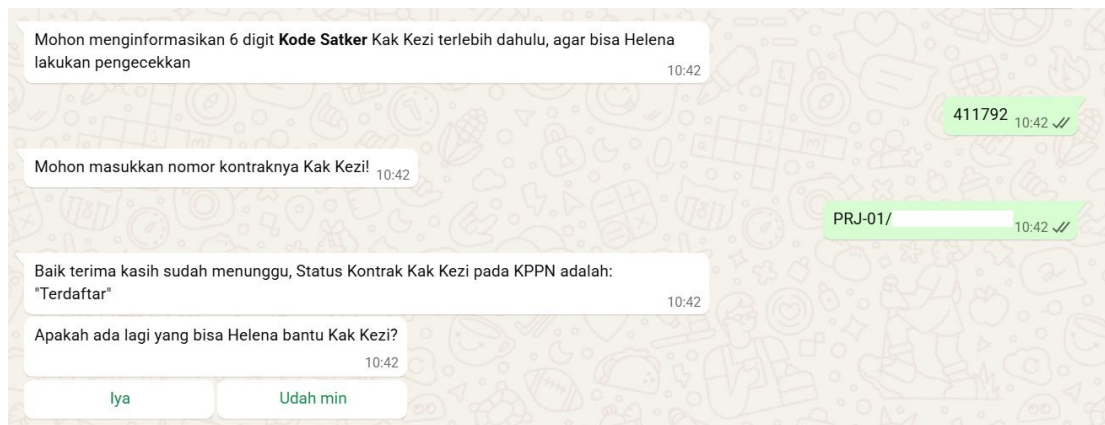 Mohon menginformasikan 6 digit Kode Satker Kak Kezi terlebih dahulu, agar bisa Helena
lakukan pengecekkan
10:42
411792 10:42
Mohon masukkan nomor kontraknya Kak Kezi! 10:42
PRJ-01/ 10:42
Baik terima kasih sudah menunggu, Status Kontrak Kak Kezi pada KPPN adalah:
"Terdaftar"
10:42
Apakah ada lagi yang bisa Helena bantu Kak Kezi?
10:42
Iya Udah min